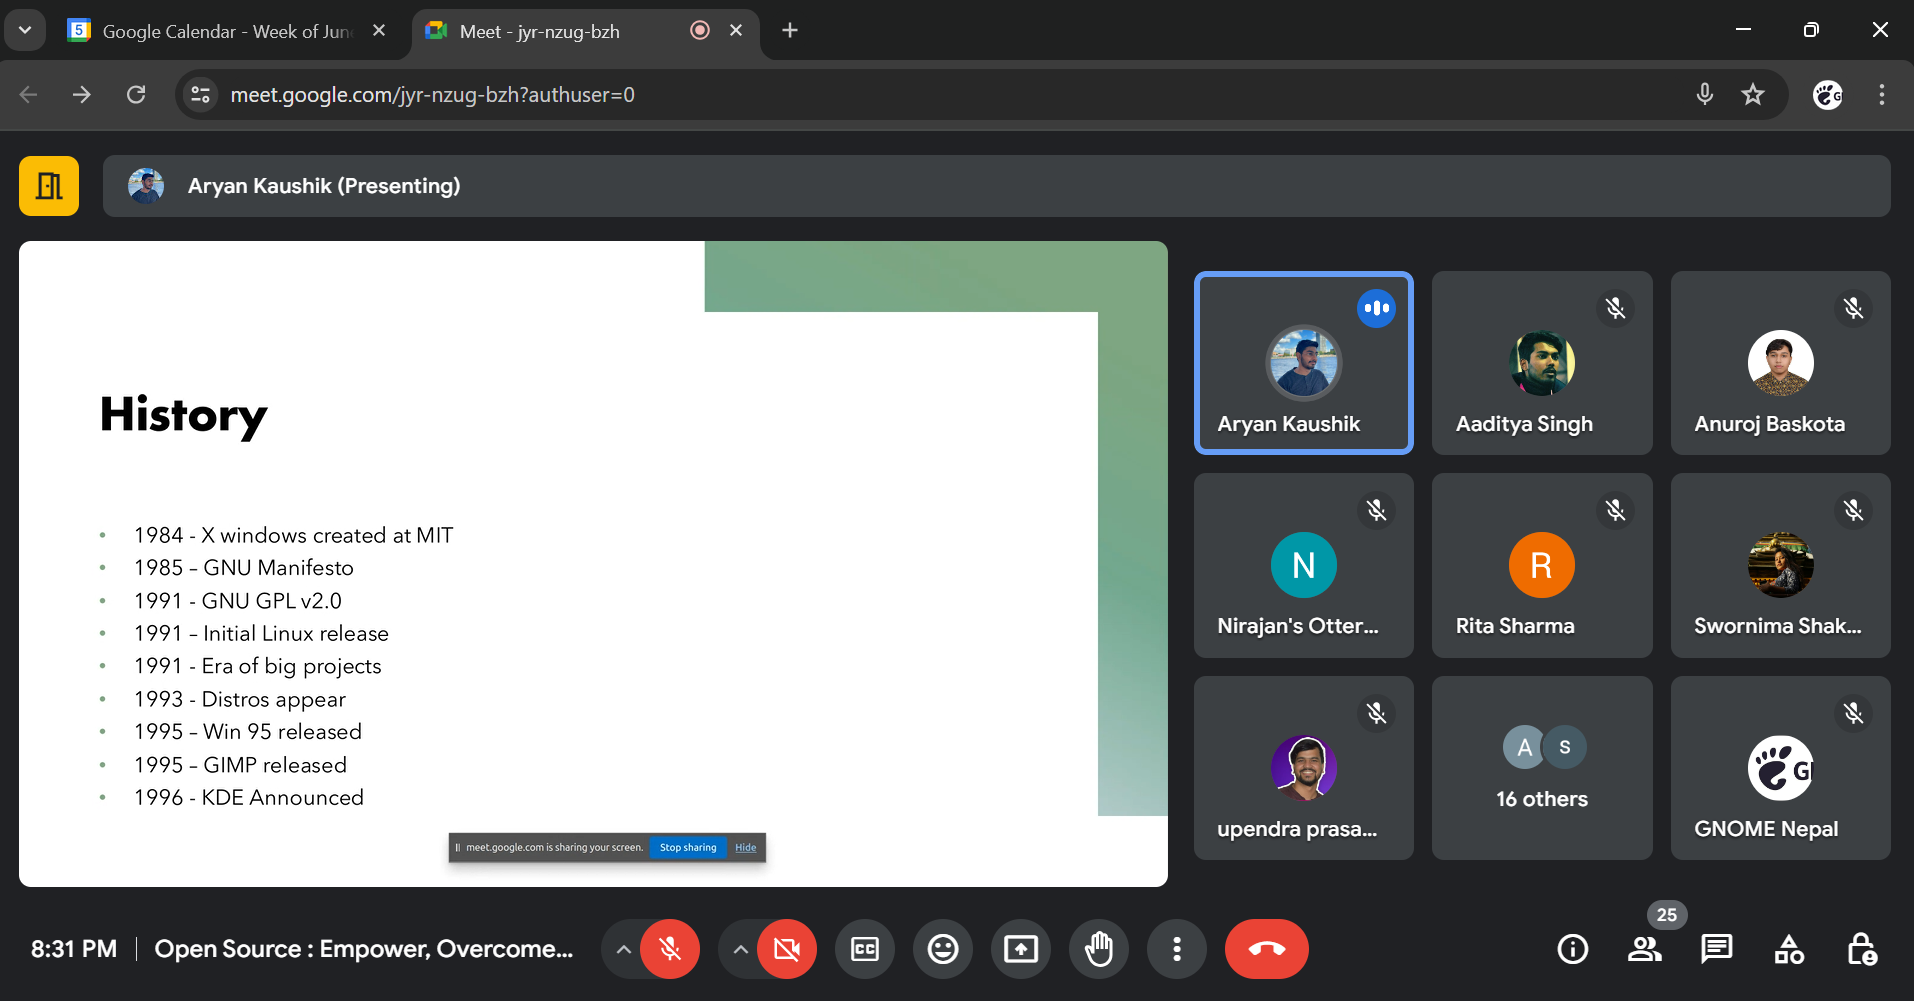 Google Calendar - Week of Jun
Meet - jyr-nzug-bzh
meet.google.com/jyr-nzug-bzh?authuser=0
Aryan Kaushik (Presenting)
History
• 1984 - X windows created at MIT
• 1985 – GNU Manifesto
• 1991 - GNU GPL v2.0
• 1991 – Initial Linux release
• 1991 - Era of big projects
• 1993 - Distros appear
• 1995 – Win 95 released
• 1995 – GIMP released
• 1996 - KDE Announced
meet.google.com is sharing your screen. Stop sharing Hide
Aryan Kaushik
Aaditya Singh
Anuroj Baskota
N
Nirajan's Otter...
R
Rita Sharma
Swornima Shak...
upendra prasa...
A S
16 others
GNOME Nepal
8:31 PM | Open Source : Empower, Overcome...
CC
25